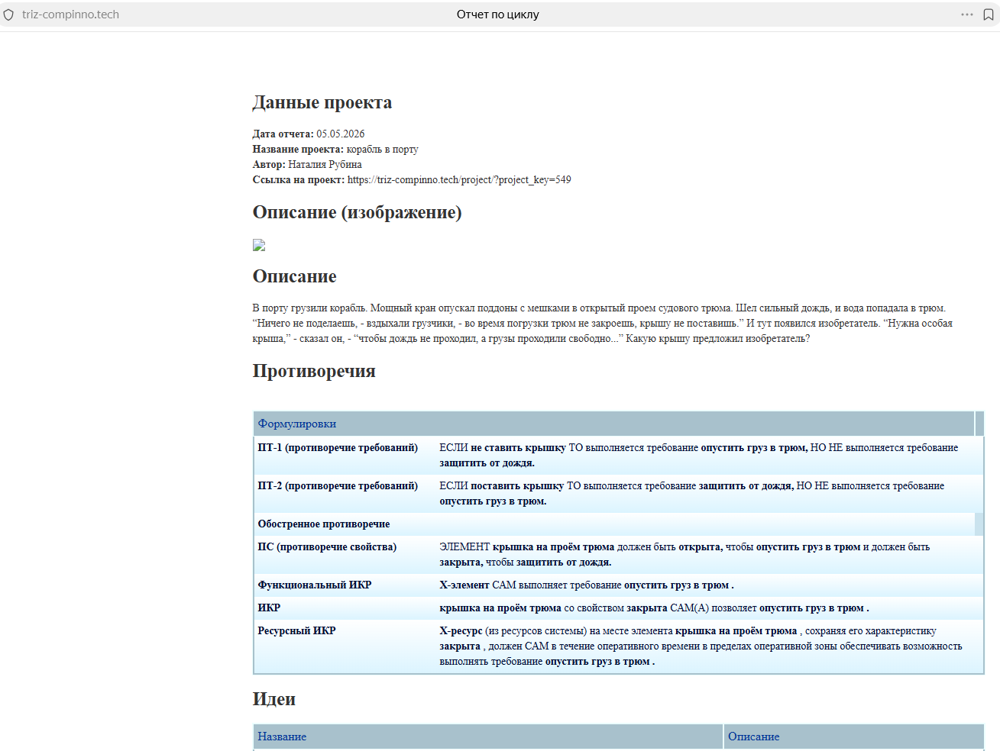 triz-compinno.tech
Отчет по циклу
Данные проекта
Дата отчета: 05.05.2026
Название проекта: корабль в порту
Автор: Наталия Рубина
Ссылка на проект: https://triz-compinno.tech/project/?project_key=549
Описание (изображение)
Описание
В порту грузили корабль. Мощный кран опускал поддоны с мешками в открытый проем судового трюма. Шел сильный дождь, и вода попадала в трюм.
“Ничего не поделаешь, - вздыхали грузчики, - во время погрузки трюм не закроешь, крышу не поставишь.” И тут появился изобретатель. “Нужна особая
крыша,” - сказал он, - “чтобы дождь не проходил, а грузы проходили свободно...” Какую крышу предложил изобретатель?
Противоречия
Формулировки
ПТ-1 (противоречие требований) ЕСЛИ не ставить крышку ТО выполняется требование опустить груз в трюм, НО НЕ выполняется требование
защитить от дождя.
ПТ-2 (противоречие требований) ЕСЛИ поставить крышку ТО выполняется требование защитить от дождя, НО НЕ выполняется требование
опустить груз в трюм.
Обостренное противоречие
ПС (противоречие свойства) ЭЛЕМЕНТ крышка на проём трюма должен быть открыта, чтобы опустить груз в трюм и должен быть
закрыта, чтобы защитить от дождя.
Функциональный ИКР Х-элемент САМ выполняет требование опустить груз в трюм .
ИКР крышка на проём трюма со свойством закрыта САМ(А) позволяет опустить груз в трюм .
Ресурсный ИКР Х-ресурс (из ресурсов системы) на месте элемента крышка на проём трюма , сохраняя его характеристику
закрыта , должен САМ в течение оперативного времени в пределах оперативной зоны обеспечивать возможность
выполнять требование опустить груз в трюм .
Идеи
Название Описание